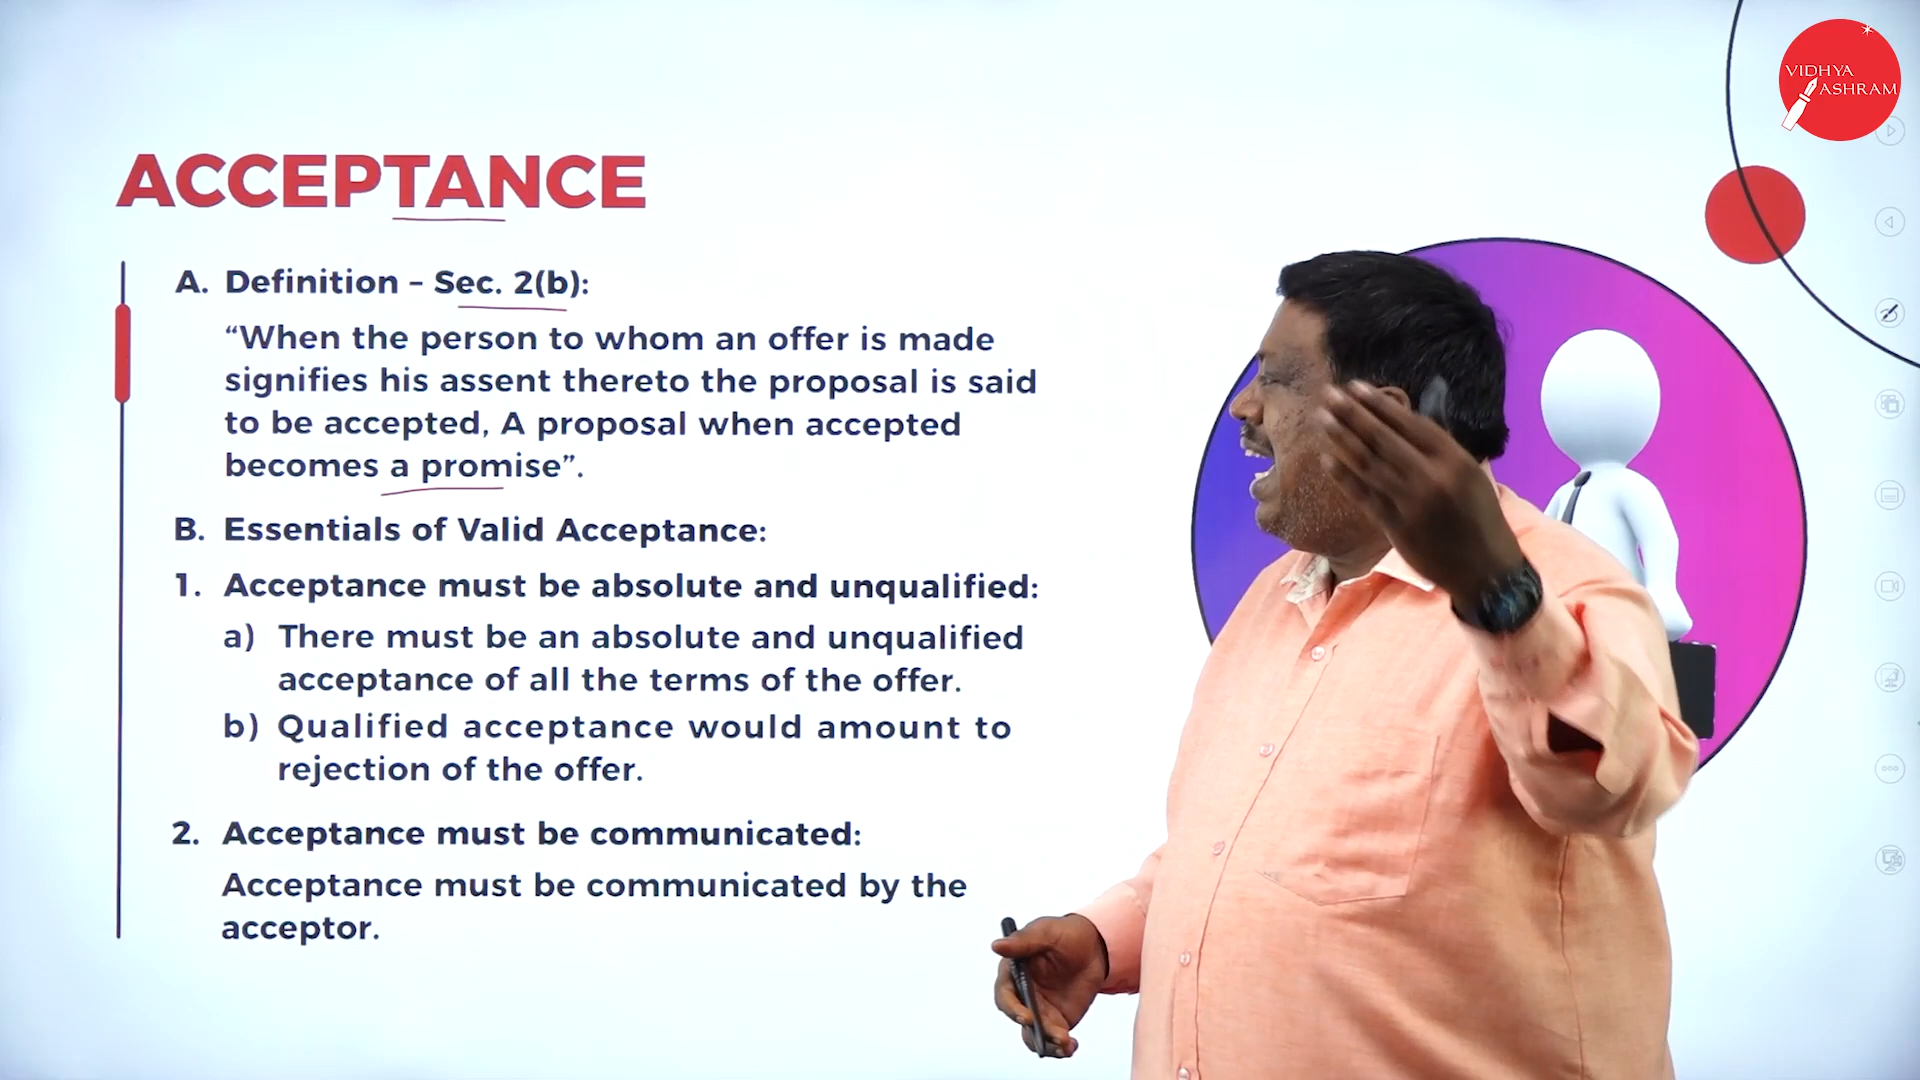 VIDHYA
ASHRAM
ACCEPTANCE
A. Definition – Sec. 2(b):
“When the person to whom an offer is made
signifies his assent thereto the proposal is said
to be accepted, A proposal when accepted
becomes a promise”.
B. Essentials of Valid Acceptance:
1. Acceptance must be absolute and unqualified:
a) There must be an absolute and unqualified
acceptance of all the terms of the offer.
b) Qualified acceptance would amount to
rejection of the offer.
2. Acceptance must be communicated:
Acceptance must be communicated by the
acceptor.